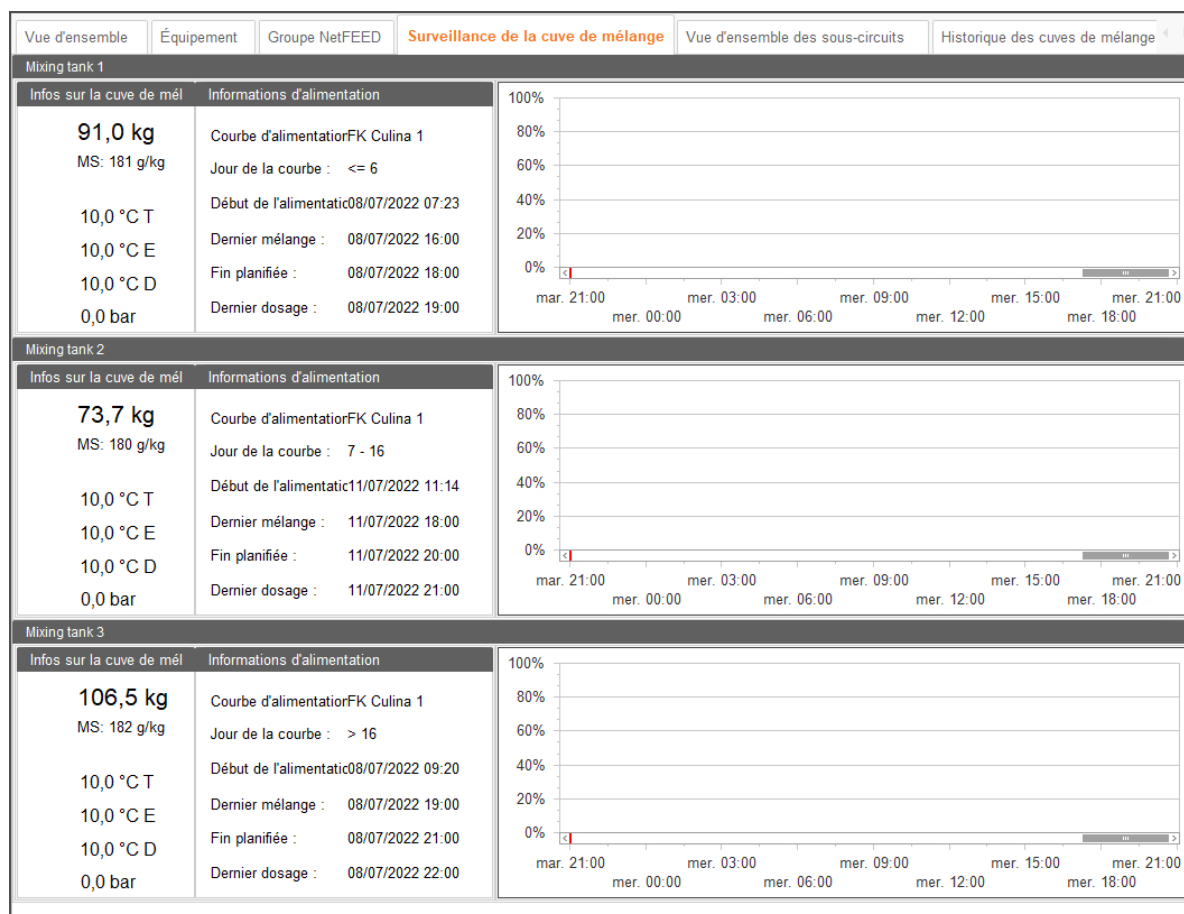 Vue d'ensemble Équipement Groupe NetFEED Surveillance de la cuve de mélange Vue d'ensemble des sous-circuits Historique des cuves de mélange
Mixing tank 1
Infos sur la cuve de mél Informations d'alimentation
91,0 kg
MS: 181 g/kg
10,0 °C T
10,0 °C E
10,0 °C D
0,0 bar
Courbe d'alimentation FK Culina 1
Jour de la courbe : <= 6
Début de l'alimentatic 08/07/2022 07:23
Dernier mélange : 08/07/2022 16:00
Fin planifiée : 08/07/2022 18:00
Dernier dosage : 08/07/2022 19:00
100%
80%
60%
40%
20%
0%
mar. 21:00 mer. 03:00 mer. 09:00 mer. 15:00 mer. 21:00
mer. 00:00 mer. 06:00 mer. 12:00 mer. 18:00
Mixing tank 2
Infos sur la cuve de mél Informations d'alimentation
73,7 kg
MS: 180 g/kg
10,0 °C T
10,0 °C E
10,0 °C D
0,0 bar
Courbe d'alimentation FK Culina 1
Jour de la courbe : 7 - 16
Début de l'alimentatic 11/07/2022 11:14
Dernier mélange : 11/07/2022 18:00
Fin planifiée : 11/07/2022 20:00
Dernier dosage : 11/07/2022 21:00
100%
80%
60%
40%
20%
0%
mar. 21:00 mer. 03:00 mer. 09:00 mer. 15:00 mer. 21:00
mer. 00:00 mer. 06:00 mer. 12:00 mer. 18:00
Mixing tank 3
Infos sur la cuve de mél Informations d'alimentation
106,5 kg
MS: 182 g/kg
10,0 °C T
10,0 °C E
10,0 °C D
0,0 bar
Courbe d'alimentation FK Culina 1
Jour de la courbe : > 16
Début de l'alimentatic 08/07/2022 09:20
Dernier mélange : 08/07/2022 19:00
Fin planifiée : 08/07/2022 21:00
Dernier dosage : 08/07/2022 22:00
100%
80%
60%
40%
20%
0%
mar. 21:00 mer. 03:00 mer. 09:00 mer. 15:00 mer. 21:00
mer. 00:00 mer. 06:00 mer. 12:00 mer. 18:00